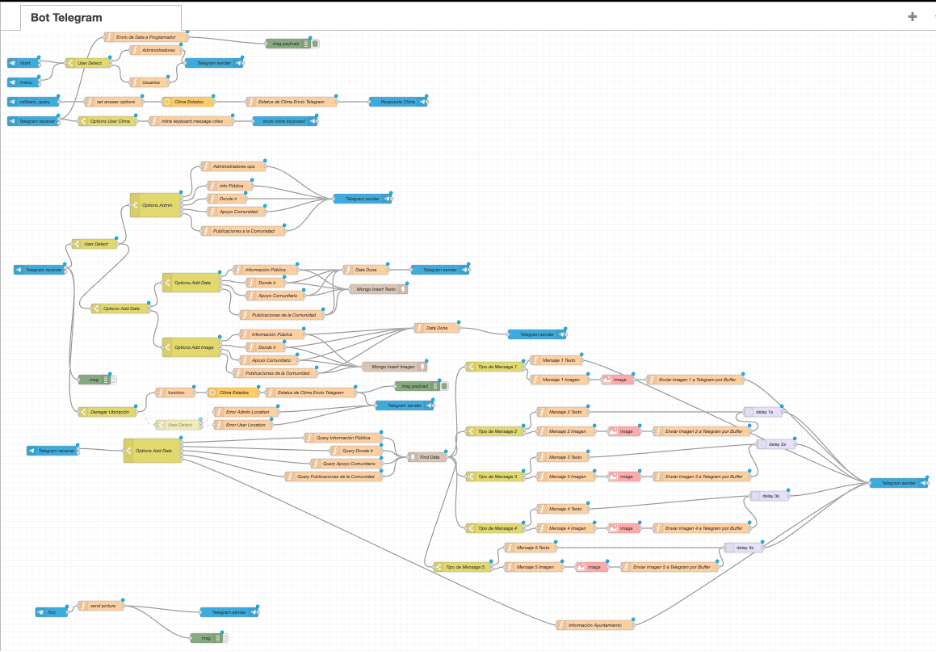 Bot Telegram
Envio de Data a Programador
msg.payload
Administradores
/start
User Detect
Telegram sender
/menu
Usuarios
callback_query
set answer options
Clima Estados
Estatus de Clima Envio Telegram
Respuesta Clima
Telegram receiver
Options User Clima
inline keyboard message cities
Administradores ops
Info Pública
Options Admin
Donde Ir
Telegram sender
Apoyo Comunidad
Publicaciones a la Comunidad
User Detect
Telegram receiver
Información Pública
Data Done
Telegram sender
Options Add Data
Donde Ir
Mongo Insert Texto
Apoyo Comunitario
Options Add Data
Publicaciones de la Comunidad
Data Done
Información Pública
Telegram sender
Options Add Image
Donde Ir
Apoyo Comunitario
Mongo Insert Imagen
Publicaciones de la Comunidad
Mensaje 1 Texto
Tipo de Mensaje 1
msg
Mensaje 1 Imagen
image
Enviar Imagen 1 a Telegram por Buffer
msg.payload
function
Clima Estados
Estatus de Clima Envio Telegram
Telegram sender
Denegar Ubicación
Error Admin Location
Mensaje 2 Texto
delay 1s
User Detect
Error User Location
Tipo de Mensaje 2
Mensaje 2 Imagen
image
Enviar Imagen 2 a Telegram por Buffer
Query Información Pública
delay 2s
Telegram receiver
Options Add Data
Query Donde Ir
Find Data
Mensaje 3 Texto
Query Apoyo Comunitario
Query Publicaciones de la Comunidad
Tipo de Mensaje 3
Mensaje 3 Imagen
image
Enviar Imagen 3 a Telegram por Buffer
Telegram sender
delay 3s
Mensaje 4 Texto
Tipo de Mensaje 4
Mensaje 4 Imagen
image
Enviar Imagen 4 a Telegram por Buffer
Mensaje 5 Texto
delay 4s
Tipo de Mensaje 5
Mensaje 5 Imagen
image
Enviar Imagen 5 a Telegram por Buffer
send picture
Telegram sender
Información Ayuntamiento
msg